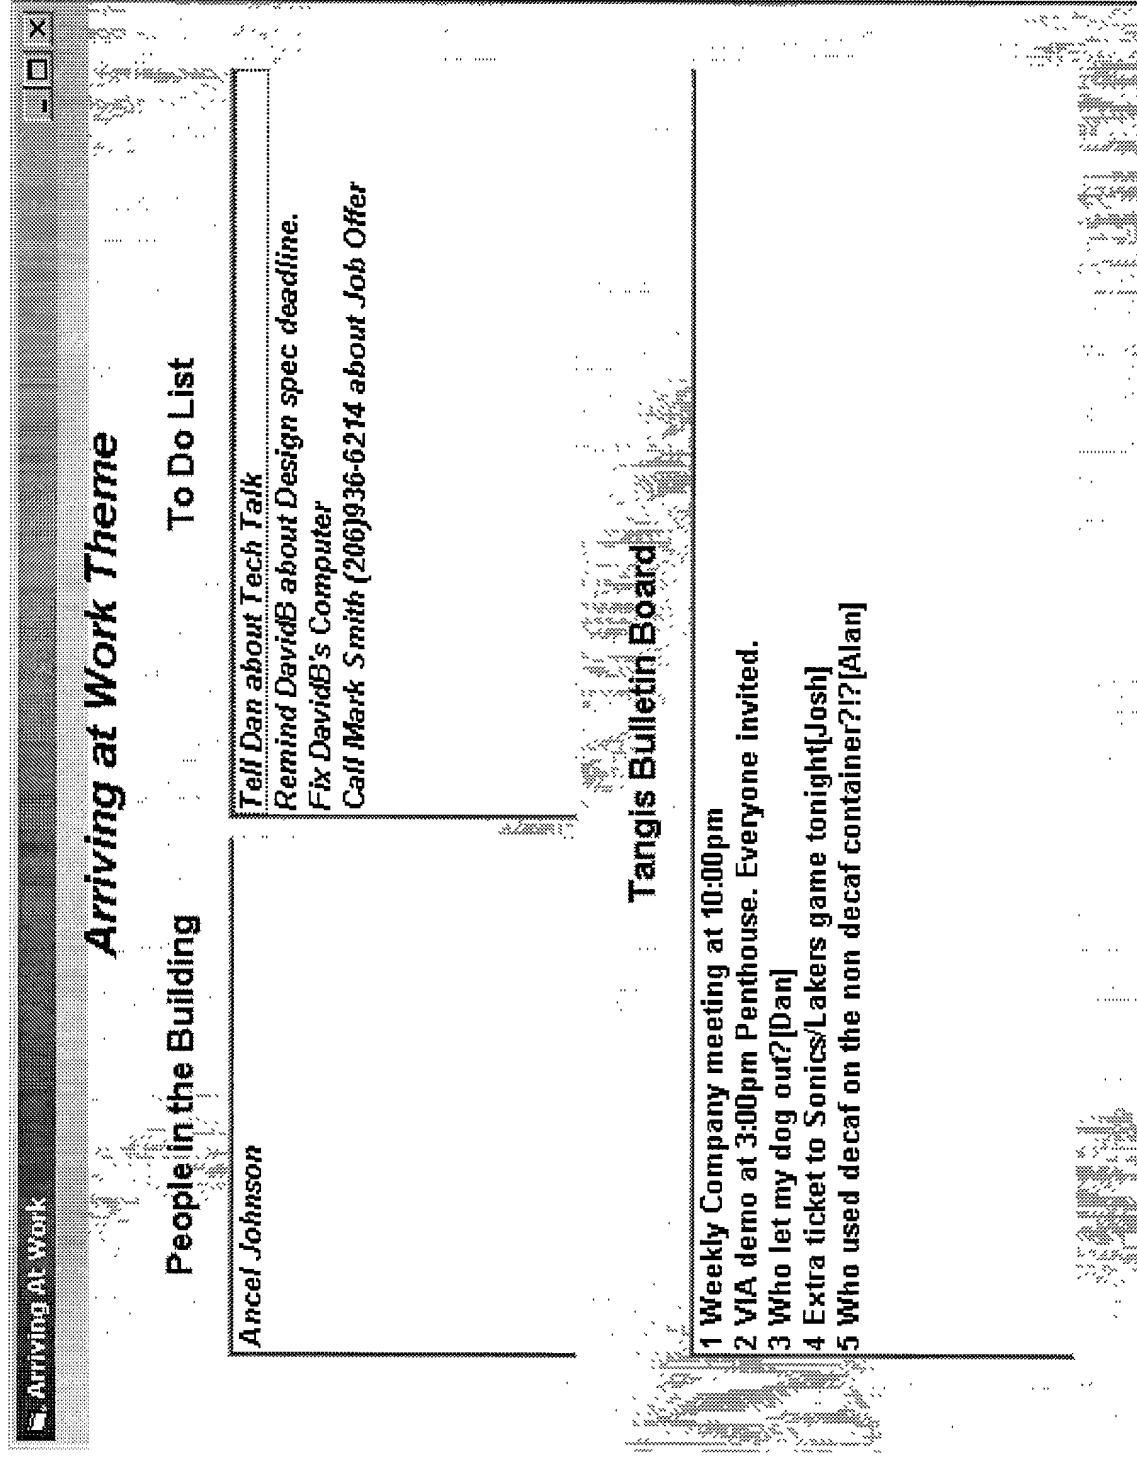 Arriving At Work
Arriving at Work Theme
People in the Building
To Do List
Ancel Johnson
Tell Dan about Tech Talk
Remind DavidB about Design spec deadline.
Fix DavidB's Computer
Call Mark Smith (206)936-6214 about Job Offer
Tangis Bulletin Board
1 Weekly Company meeting at 10:00pm
2 VIA demo at 3:00pm Penthouse. Everyone invited.
3 Who let my dog out?[Dan]
4 Extra ticket to Sonics/Lakers game tonight[Josh]
5 Who used decaf on the non decaf container?!?[Alan]